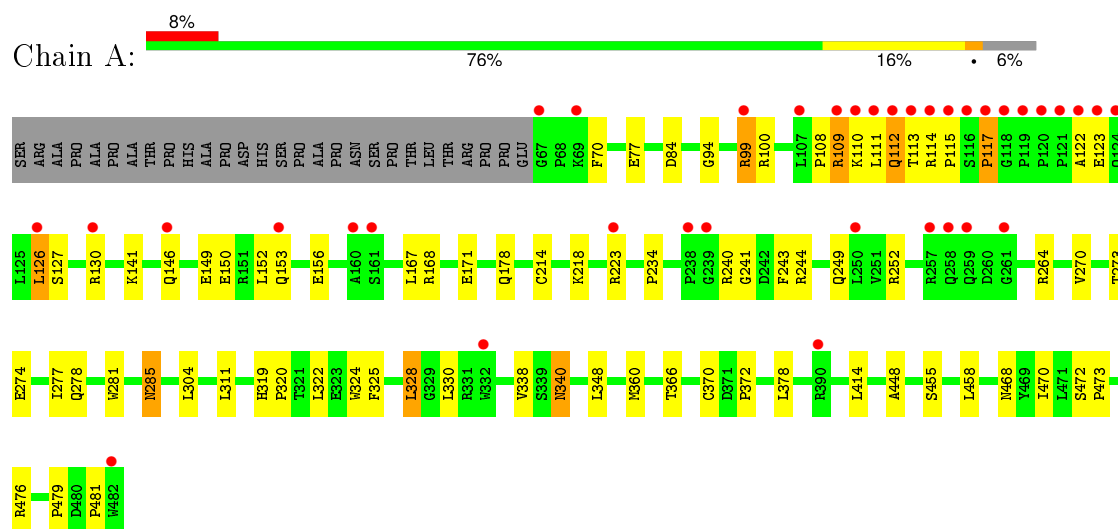 8%
Chain A:
76% 16% • 6%
SER ARG ALA PRO ALA PRO ALA THR PRO HIS ALA PRO ASP HIS SER PRO ALA PRO ASN SER PRO THR LEU THR ARG PRO PRO GLU G67 P68 K69 F70 E77 D84 G94 R99 R100 L107 P108 R109 K110 L111 Q112 T113 R114 P115 S116 P117 G118 P119 P120 P121 A122 E123 Q124
L125 L126 S127 R130 K141 Q146 E149 E150 R151 L152 Q153 E156 A160 S161 L167 R168 E171 Q178 C214 K218 R223 P234 P238 G239 R240 G241 D242 F243 R244 Q249 L250 V251 R252 R257 Q258 Q259 D260 G261 R264 V270 T273
E274 I277 Q278 W281 N285 L304 L311 H319 P320 T321 L322 E323 W324 F325 L328 G329 L330 R331 W332 V338 S339 N340 L348 M360 T366 C370 D371 P372 L378 R390 L414 A448 S455 L458 N468 Y469 I470 L471 S472 P473
R476 P479 D480 P481 W482